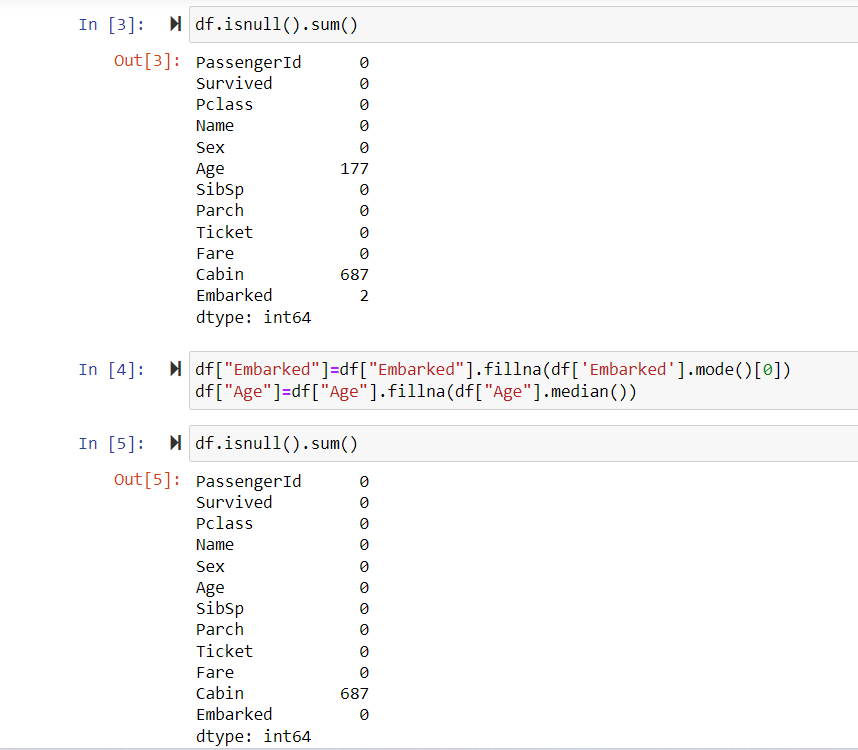 In [3]: df.isnull().sum()
Out[3]: PassengerId 0
Survived 0
Pclass 0
Name 0
Sex 0
Age 177
SibSp 0
Parch 0
Ticket 0
Fare 0
Cabin 687
Embarked 2
dtype: int64
In [4]: df["Embarked"]=df["Embarked"].fillna(df['Embarked'].mode()[0])
df["Age"]=df["Age"].fillna(df["Age"].median())
In [5]: df.isnull().sum()
Out[5]: PassengerId 0
Survived 0
Pclass 0
Name 0
Sex 0
Age 0
SibSp 0
Parch 0
Ticket 0
Fare 0
Cabin 687
Embarked 0
dtype: int64